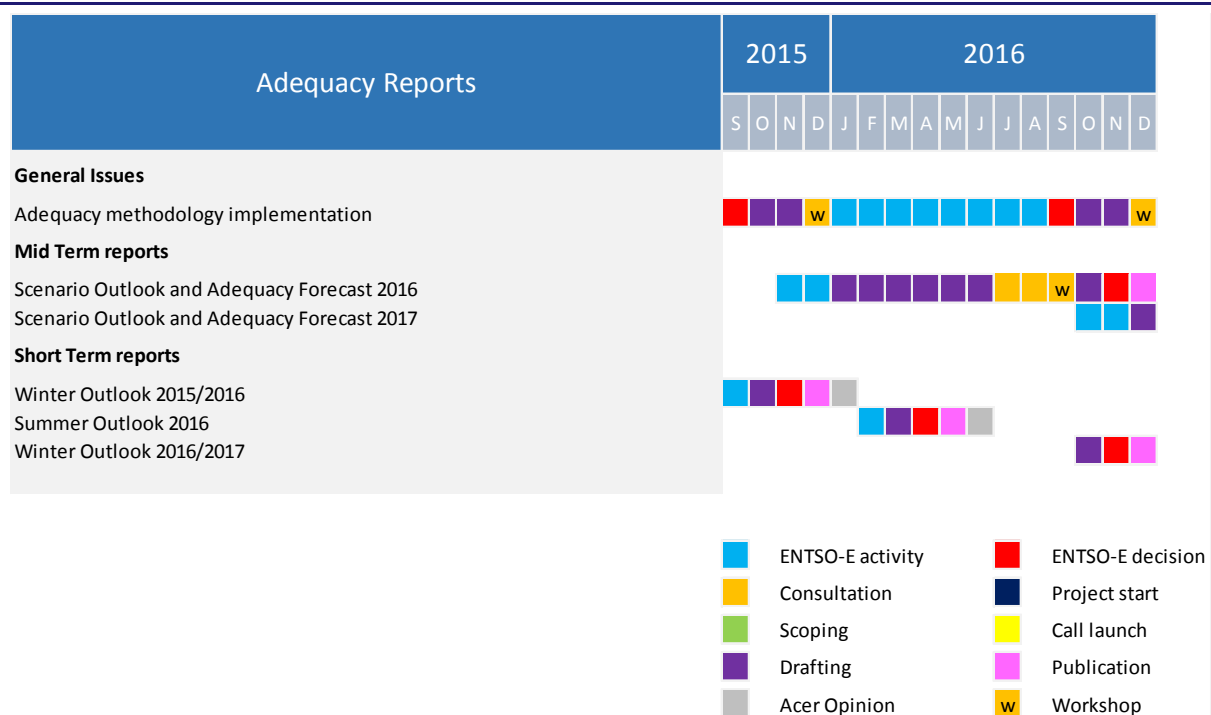 Adequacy Reports
2015 2016
S O N D J F M A M J J A S O N D
General Issues
Adequacy methodology implementation
w w
Mid Term reports
Scenario Outlook and Adequacy Forecast 2016
w
Scenario Outlook and Adequacy Forecast 2017
Short Term reports
Winter Outlook 2015/2016
Summer Outlook 2016
Winter Outlook 2016/2017
ENTSO-E activity ENTSO-E decision
Consultation Project start
Scoping Call launch
Drafting Publication
Acer Opinion w Workshop